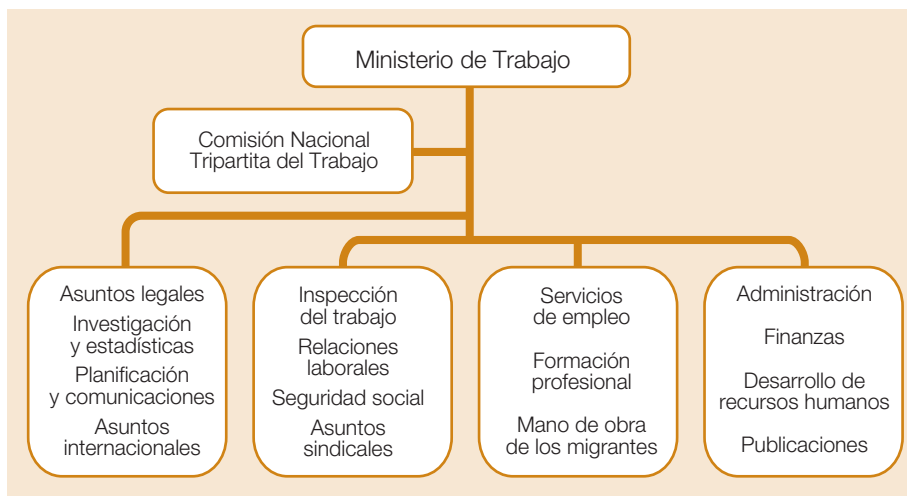 Ministerio de Trabajo
Comisión Nacional
Tripartita del Trabajo
Asuntos legales
Investigación
y estadísticas
Planificación
y comunicaciones
Asuntos
internacionales
Inspección
del trabajo
Relaciones
laborales
Seguridad social
Asuntos
sindicales
Servicios
de empleo
Formación
profesional
Mano de obra
de los migrantes
Administración
Finanzas
Desarrollo de
recursos humanos
Publicaciones